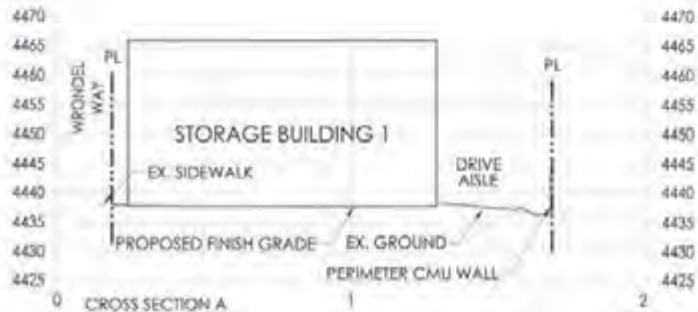 4470 4470
4465 4465
PL PL
4460 4460
WRONDEL
WAY
4455 4455
4450 4450
STORAGE BUILDING 1
4445 4445
DRIVE
AISLE
EX. SIDEWALK
4440 4440
4435 4435
PROPOSED FINISH GRADE EX. GROUND
4430 4430
PERIMETER CMU WALL
4425 4425
0 1 2
CROSS SECTION A